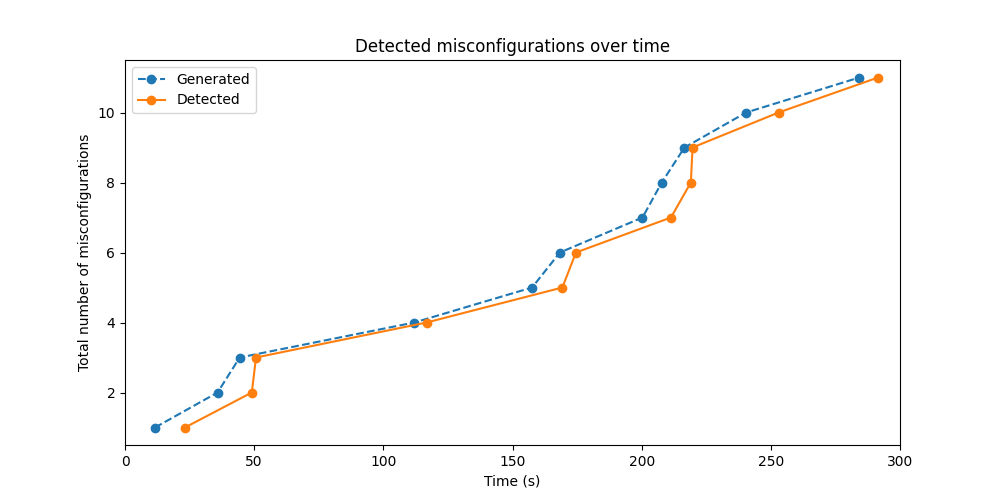 Detected misconfigurations over time
Generated
Detected
10
8
6
4
2
Total number of misconfigurations
0 50 100 150 200 250 300
Time (s)